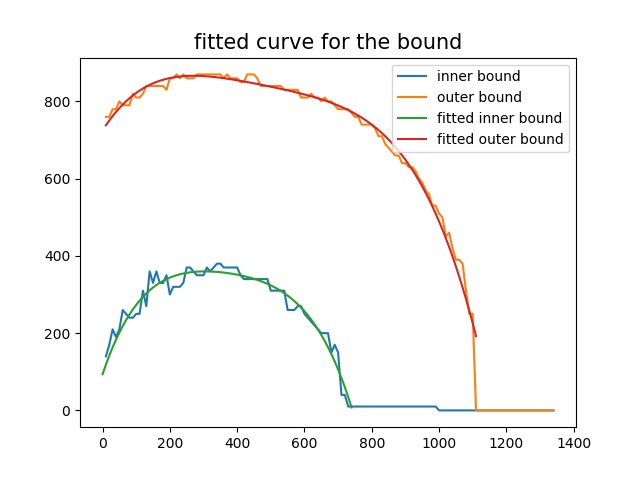 fitted curve for the bound
inner bound
outer bound
fitted inner bound
fitted outer bound
800
600
400
200
0
0 200 400 600 800 1000 1200 1400